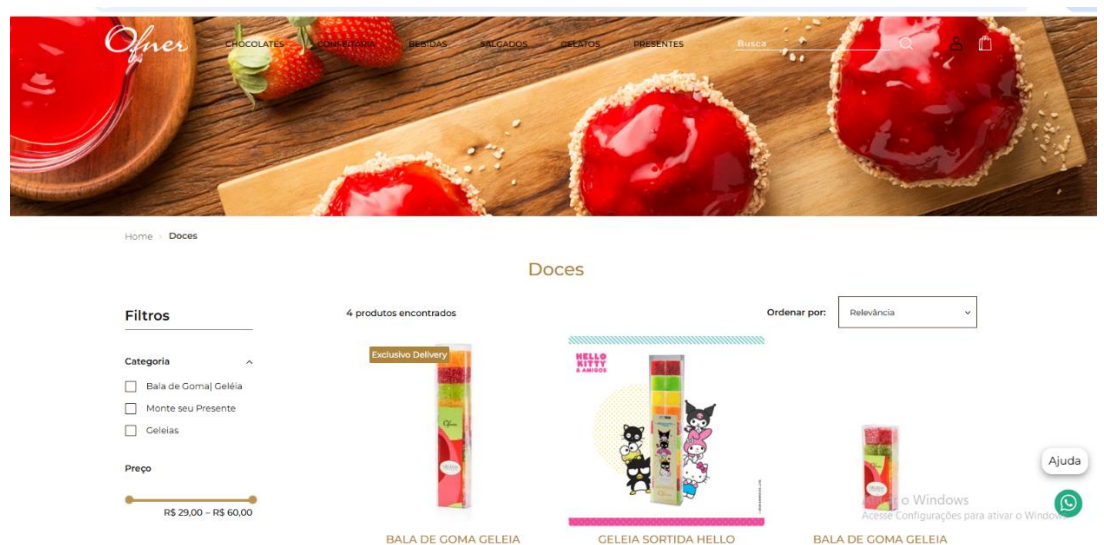 Ofner
CHOCOLATES CONFEITARIA BEBIDAS SALGADOS GELATOS PRESENTES Busca
Home > Doces
Doces
Filtros
4 produtos encontrados
Ordenar por: Relevância
Categoria
Bala de Goma| Geléia
Monte seu Presente
Geleias
Preço
R$ 29,00 – R$ 60,00
Exclusivo Delivery
Ofner
HELLO
KITTY
& AMIGOS
Ajuda
o Windows
Acesse Configurações para ativar o Windows
BALA DE GOMA GELEIA
GELEIA SORTIDA HELLO
BALA DE GOMA GELEIA